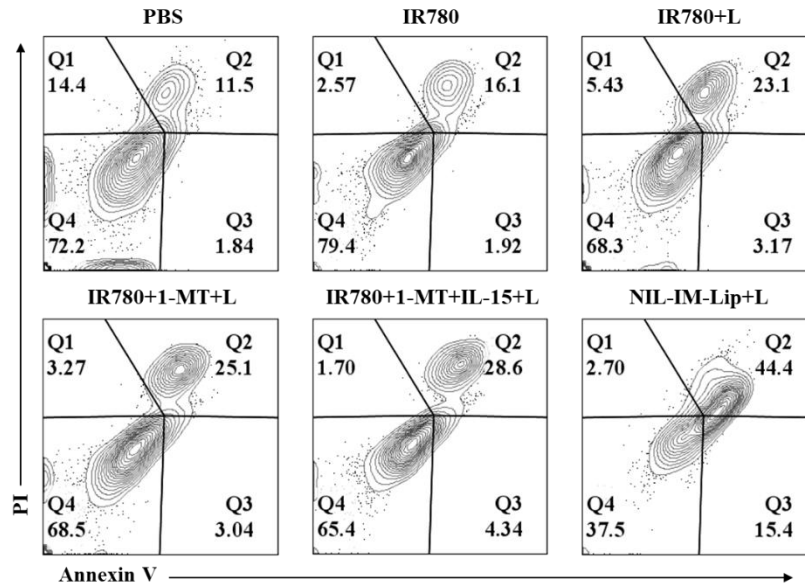 PBS
IR780
IR780+L
Q1
14.4
Q2
11.5
Q4
72.2
Q3
1.84
Q1
2.57
Q2
16.1
Q4
79.4
Q3
1.92
Q1
5.43
Q2
23.1
Q4
68.3
Q3
3.17
IR780+1-MT+L
IR780+1-MT+IL-15+L
NIL-IM-Lip+L
Q1
3.27
Q2
25.1
Q4
68.5
Q3
3.04
Q1
1.70
Q2
28.6
Q4
65.4
Q3
4.34
Q1
2.70
Q2
44.4
Q4
37.5
Q3
15.4
PI
Annexin V